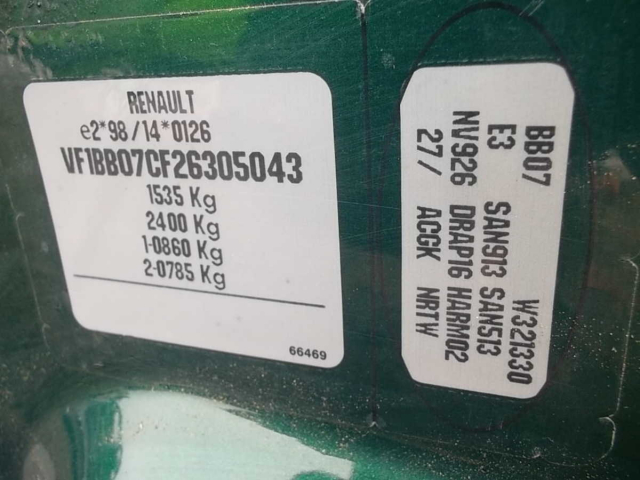 RENAULT
e2*98/14*0126
VF1BB07CF26305043
1535 Kg
2400 Kg
1-0860 Kg
2-0785 Kg
66469
BB07 W321330
E3 SAN913 SAN513
NV926 DRAP16 HARM02
27/ ACGK NRTW